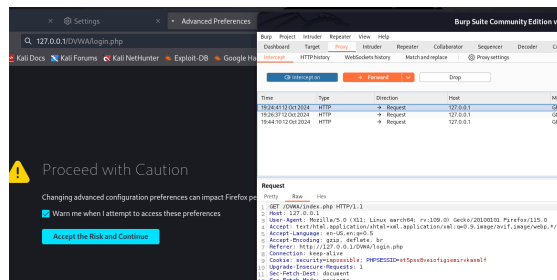 Settings
Advanced Preferences
127.0.0.1/DVWA/login.php
Kali Docs
Kali Forums
Kali NetHunter
Exploit-DB
Google Ha
Proceed with Caution
Changing advanced configuration preferences can impact Firefox pe
Warn me when I attempt to access these preferences
Accept the Risk and Continue
Burp Suite Community Edition v
Burp Project Intruder Repeater View Help
Dashboard Target Proxy Intruder Repeater Collaborator Sequencer Decoder Co
Intercept HTTP history WebSockets history Match and replace Proxy settings
Intercept on Forward Drop
Time Type Direction Host M
19:24:41 12 Oct 2024 HTTP → Request 127.0.0.1 GE
19:26:37 12 Oct 2024 HTTP → Request 127.0.0.1 GE
19:44:10 12 Oct 2024 HTTP → Request 127.0.0.1 GE
Request
Pretty Raw Hex
1 GET /DVWA/index.php HTTP/1.1
2 Host: 127.0.0.1
3 User-Agent: Mozilla/5.0 (X11; Linux aarch64; rv:109.0) Gecko/20100101 Firefox/115.0
4 Accept: text/html,application/xhtml+xml,application/xml;q=0.9,image/avif,image/webp,*/
5 Accept-Language: en-US,en;q=0.5
6 Accept-Encoding: gzip, deflate, br
7 Referer: http://127.0.0.1/DVWA/login.php
8 Connection: keep-alive
9 Cookie: security=impossible;
10 Upgrade-Insecure-Requests: 1
11 Sec-Fetch-Dest: document